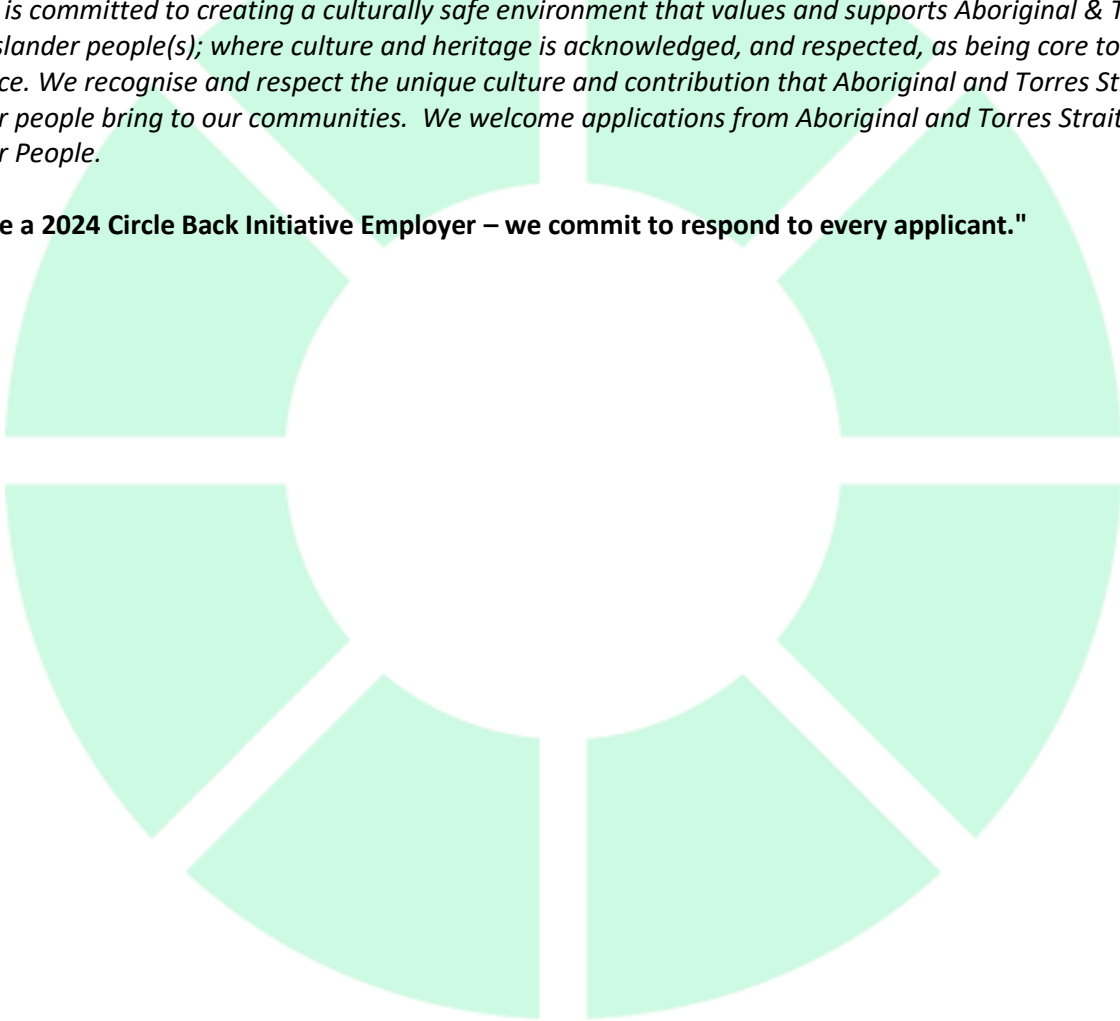 is committed to creating a culturally safe environment that values and supports Aboriginal & T
slander people(s); where culture and heritage is acknowledged, and respected, as being core to
ce. We recognise and respect the unique culture and contribution that Aboriginal and Torres St
r people bring to our communities.  We welcome applications from Aboriginal and Torres Strait
r People.
e a 2024 Circle Back Initiative Employer – we commit to respond to every applicant."